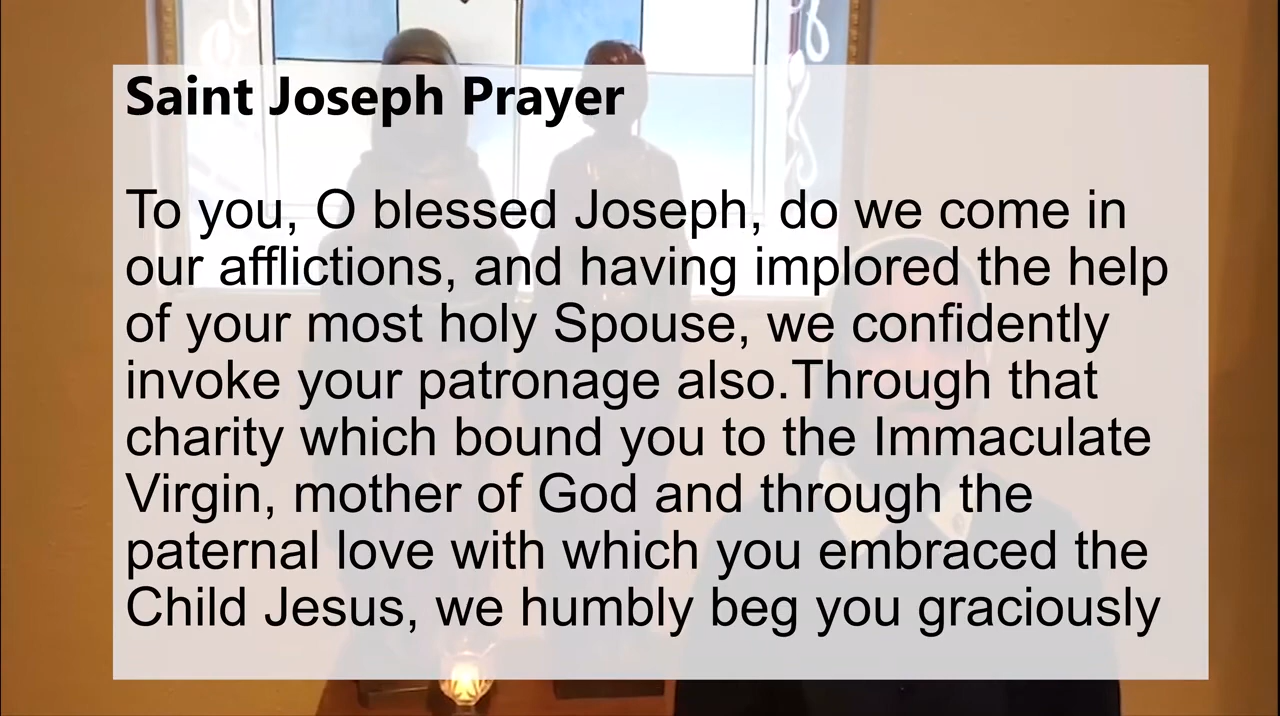 Saint Joseph Prayer
To you, O blessed Joseph, do we come in
our afflictions, and having implored the help
of your most holy Spouse, we confidently
invoke your patronage also.Through that
charity which bound you to the Immaculate
Virgin, mother of God and through the
paternal love with which you embraced the
Child Jesus, we humbly beg you graciously